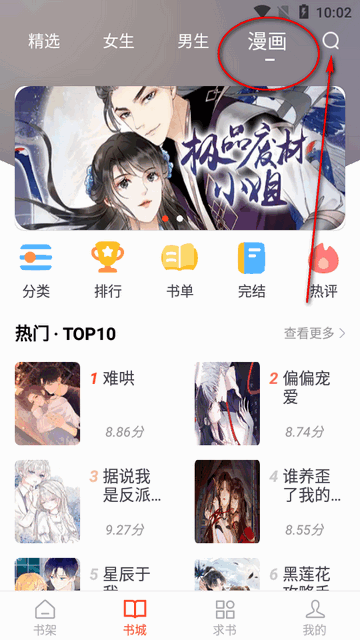 10:02
精选 女生 男生 漫画
极品废材
小姐
分类 排行 书单 完结 热评
热门 · TOP10
查看更多
1 难哄
8.86分
2 偏偏宠
爱
8.74分
3 据说我
是反派...
9.27分
4 谁养歪
了我的...
8.55分
5 星辰于
我
6 黑莲花
攻略手
书架 书城 求书 我的